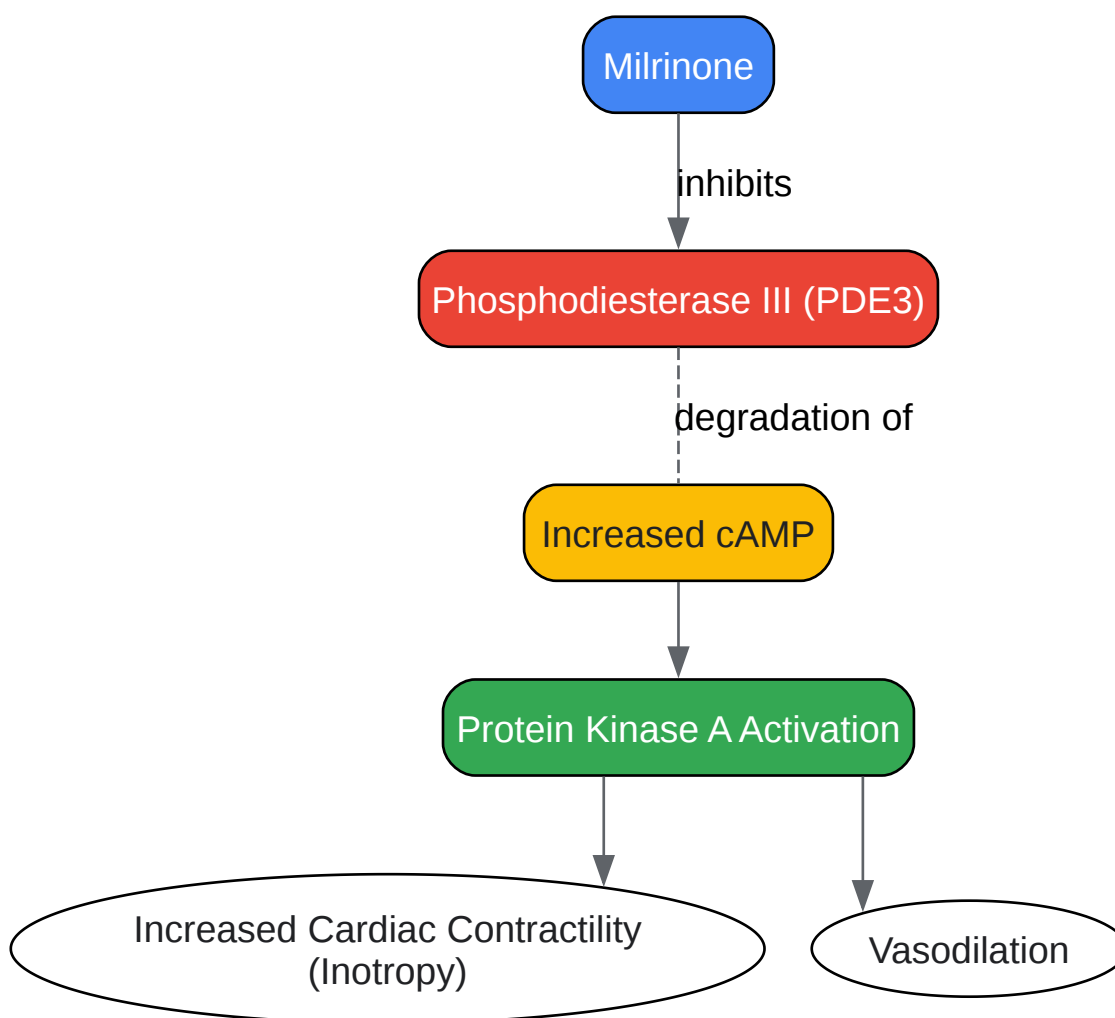 Milrinone
inhibits
Phosphodiesterase III (PDE3)
degradation of
Increased cAMP
Protein Kinase A Activation
Increased Cardiac Contractility
(Inotropy)
Vasodilation